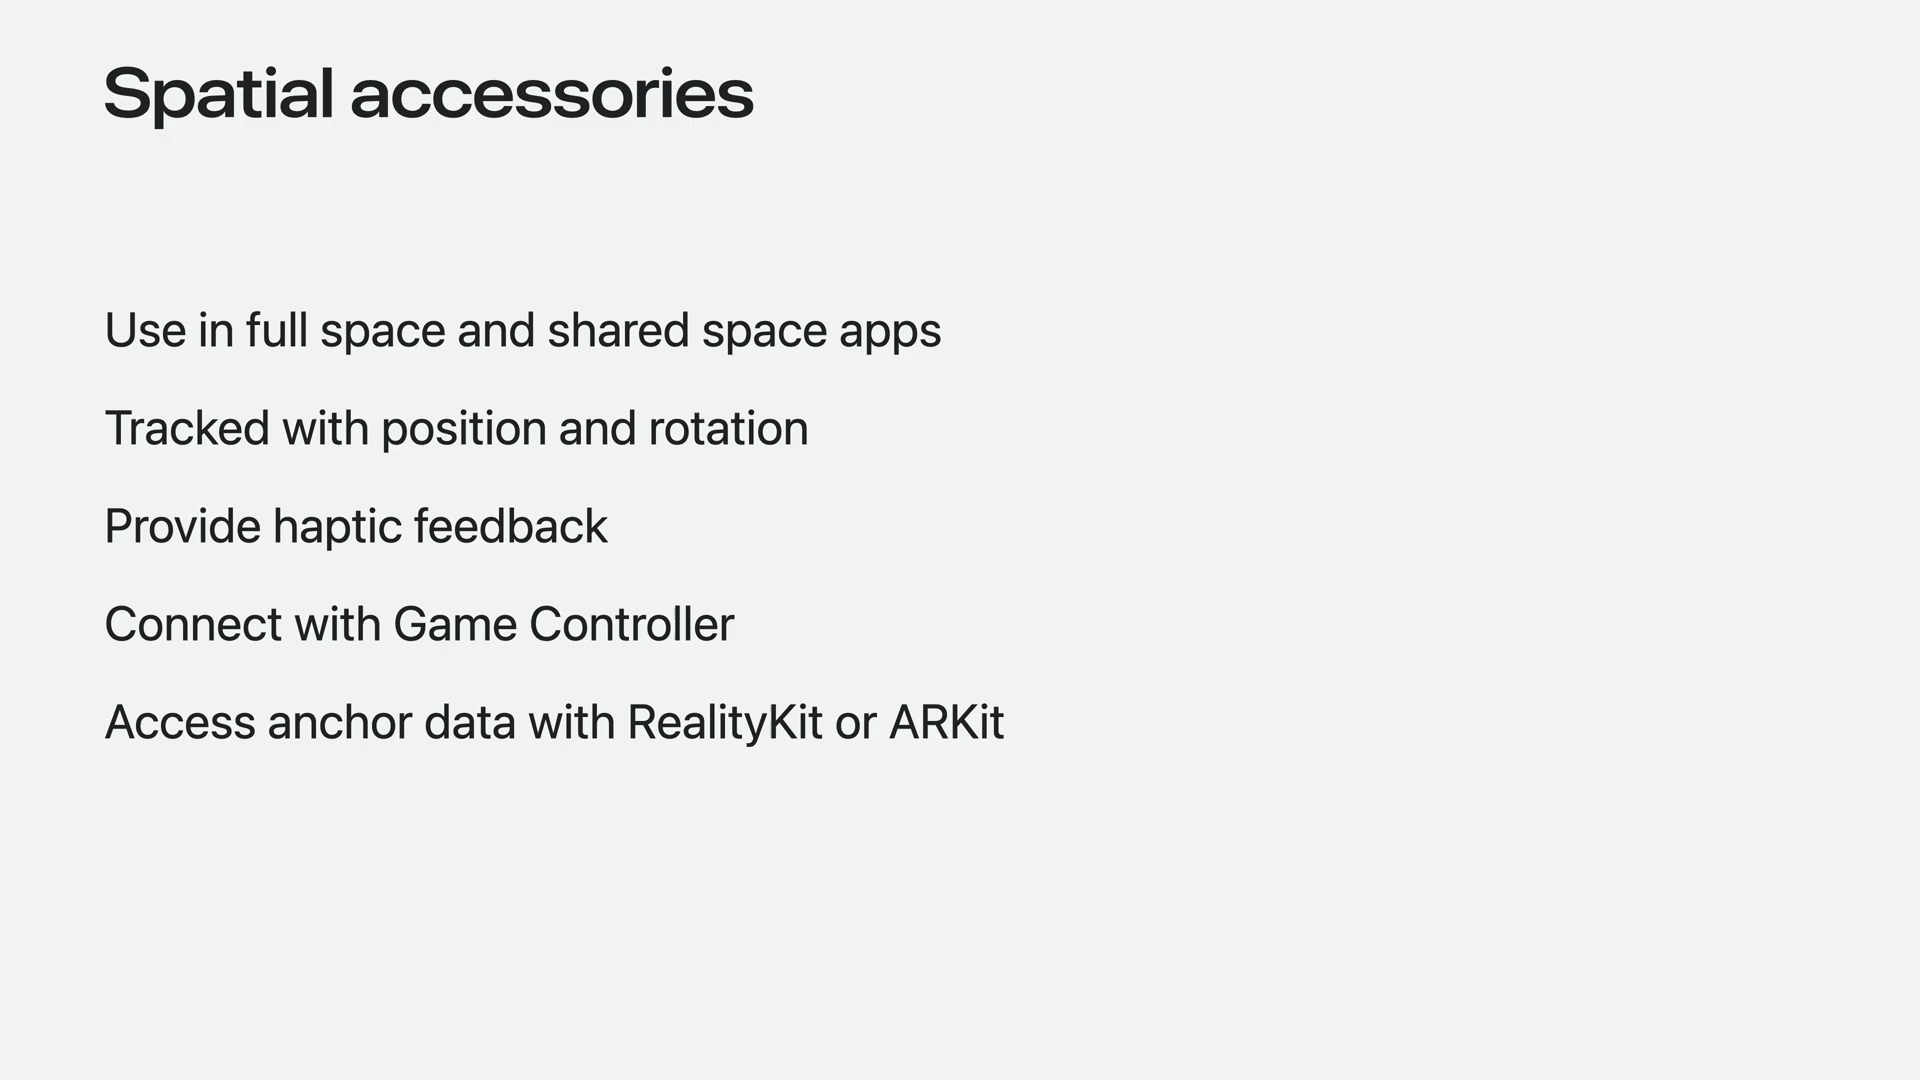 Spatial accessories
Use in full space and shared space apps
Tracked with position and rotation
Provide haptic feedback
Connect with Game Controller
Access anchor data with RealityKit or ARKit